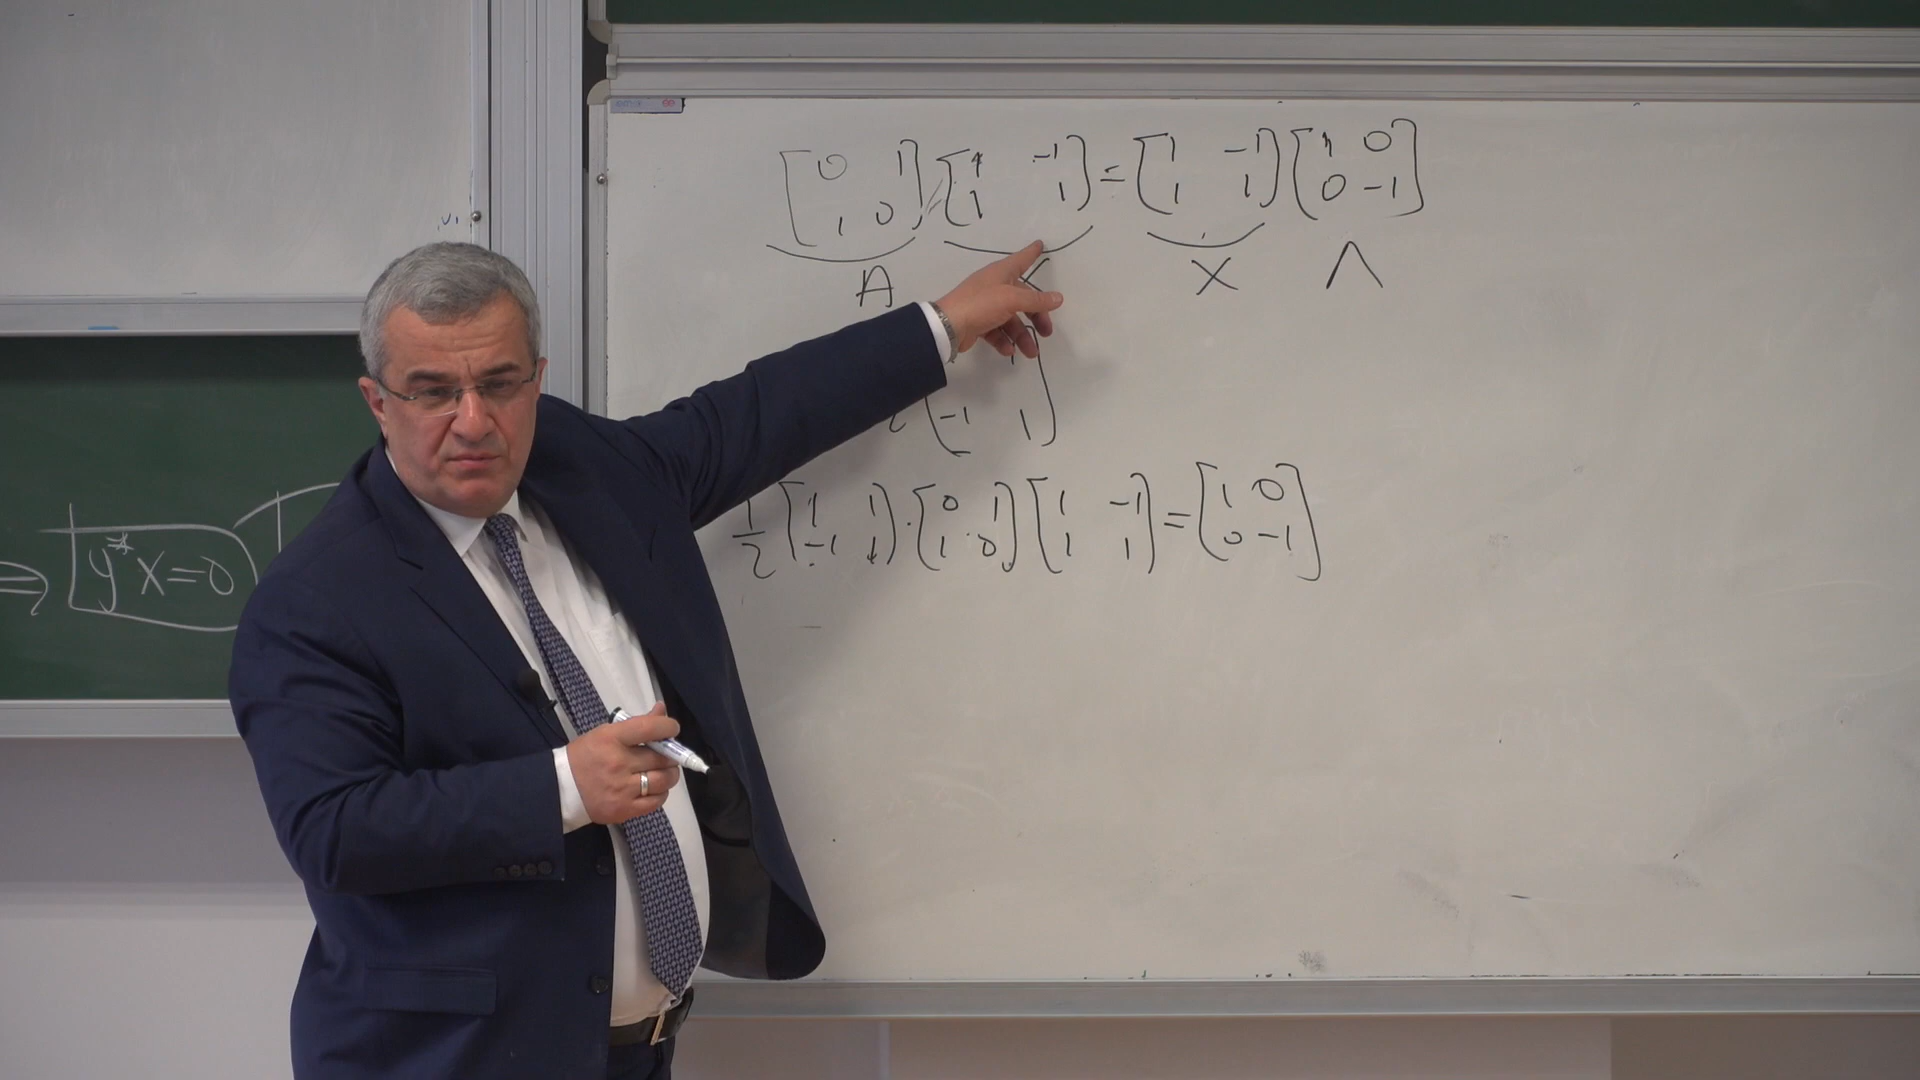 [0 1; 1 0] [1 -1; 1 1] = [1 -1; 1 1] [1 0; 0 -1]
A X X Λ
-1 1]
1/2 [1 1; -1 1] · [0 1; 1 0] [1 -1; 1 1] = [1 0; 0 -1]
⇒ y*x=0